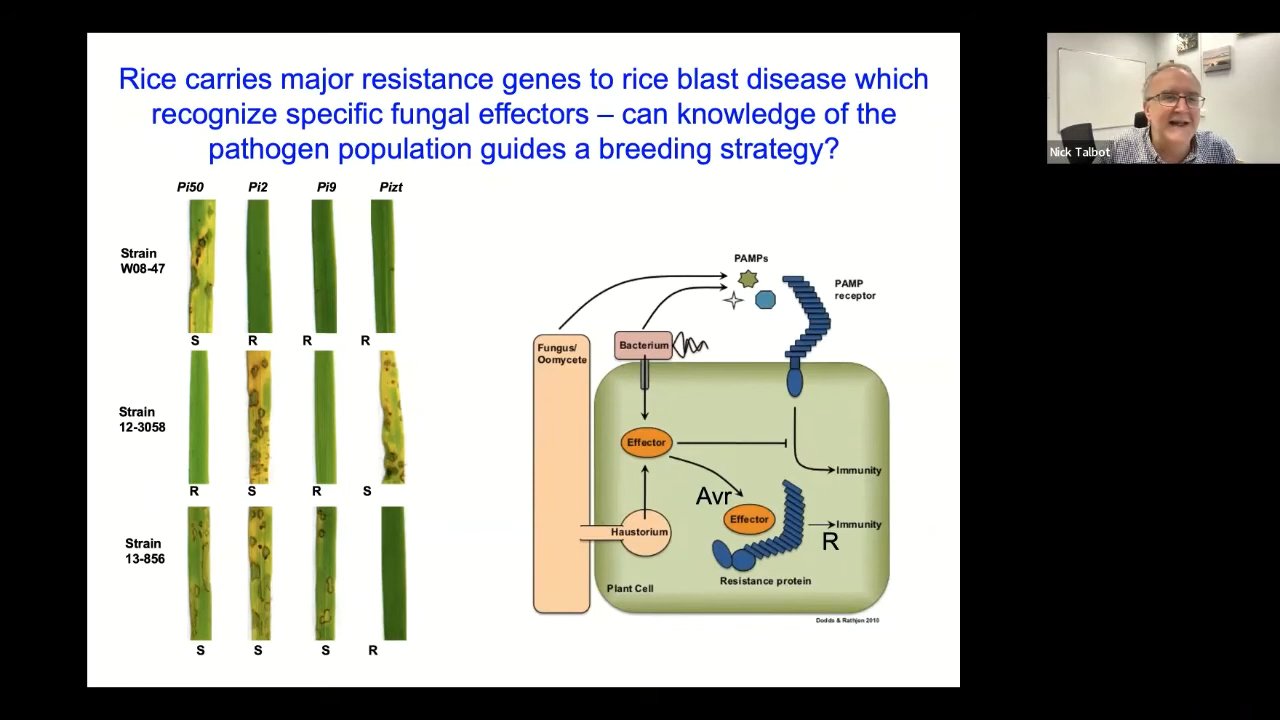 Rice carries major resistance genes to rice blast disease which
recognize specific fungal effectors – can knowledge of the
pathogen population guides a breeding strategy?
Pi50 Pi2 Pi9 Pizt
Strain
W08-47
S R R R
Strain
12-3058
R S R S
Strain
13-856
S S S R
PAMPs
PAMP
receptor
Fungus/
Oomycete
Bacterium
Effector
Immunity
Avr
Effector
Immunity
R
Haustorium
Resistance protein
Plant Cell
Dodds & Rathjen 2010
Nick Talbot